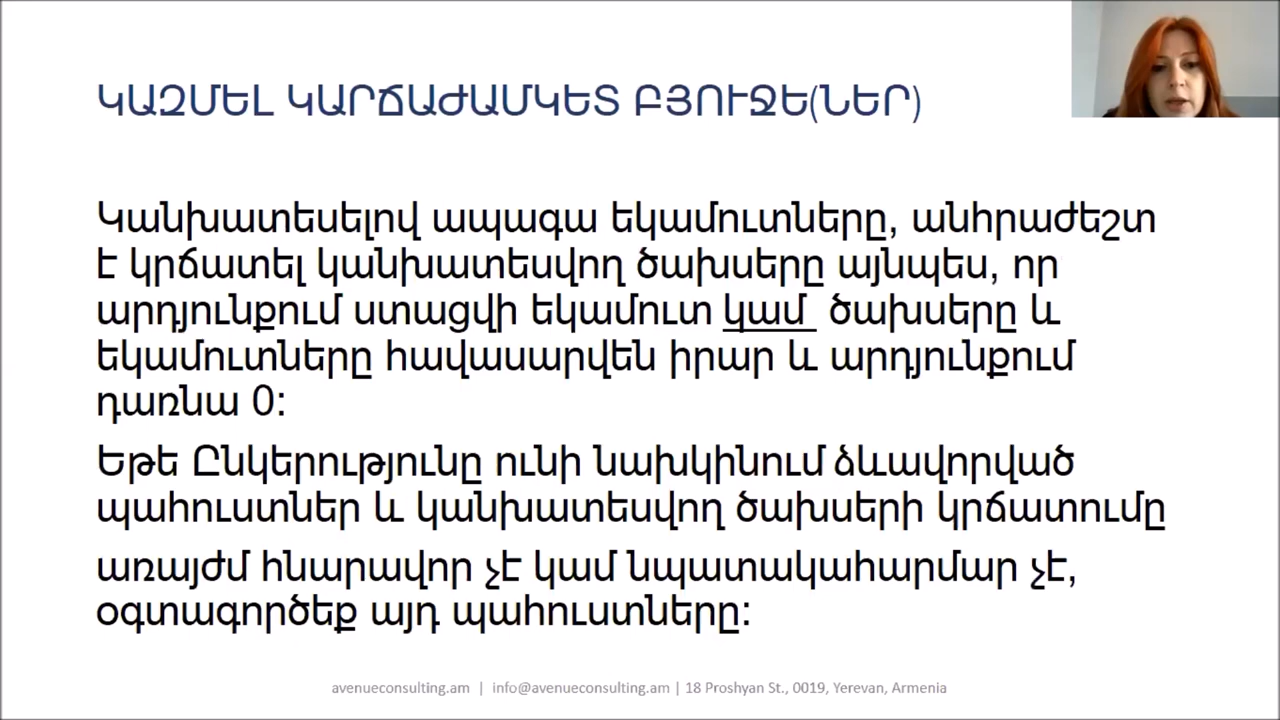 ԿԱԶՄԵԼ ԿԱՐՃԱԺԱՄԿԵՏ ԲՅՈՒՋԵ(ՆԵՐ)
Կանխատեսելով ապագա եկամուտները, անհրաժեշտ
է կրճատել կանխատեսվող ծախսերը այնպես, որ
արդյունքում ստացվի եկամուտ կամ ծախսերը և
եկամուտները հավասարվեն իրար և արդյունքում
դառնա 0:
Եթե Ընկերությունը ունի նախկինում ձևավորված
պահուստներ և կանխատեսվող ծախսերի կրճատումը
առայժմ հնարավոր չէ կամ նպատակահարմար չէ,
օգտագործեք այդ պահուստները:
avenueconsulting.am | info@avenueconsulting.am | 18 Proshyan St., 0019, Yerevan, Armenia